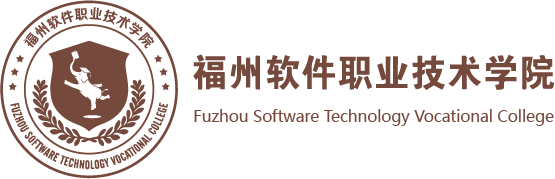 福州软件职业技术学院
FUZHOU SOFTWARE TECHNOLOGY VOCATIONAL COLLEGE
福州软件职业技术学院
Fuzhou Software Technology Vocational College